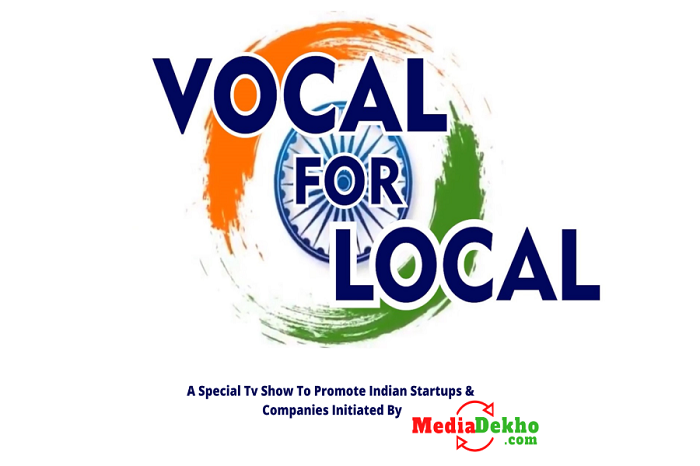 VOCAL
FOR
LOCAL
A Special Tv Show To Promote Indian Startups &
Companies Initiated By
MediaDekho
.com